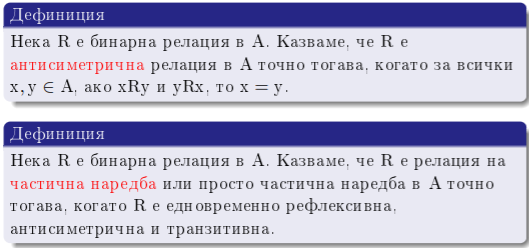 Дефиниция
Нека R е бинарна релация в A. Казваме, че R е
антисиметрична релация в A точно тогава, когато за всички
x, y ∈ A, ако xRy и yRx, то x = y.
Дефиниция
Нека R е бинарна релация в A. Казваме, че R е релация на
частична наредба или просто частична наредба в A точно
тогава, когато R е едновременно рефлексивна,
антисиметрична и транзитивна.